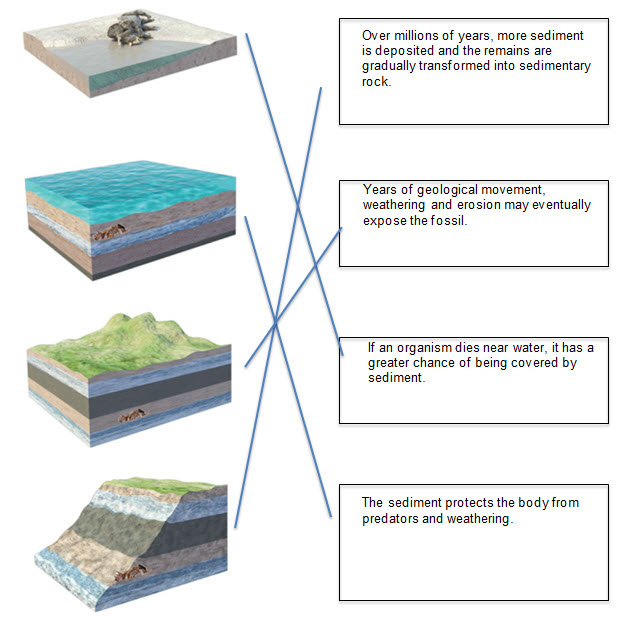 Over millions of years, more sediment
is deposited and the remains are
gradually transformed into sedimentary
rock.
Years of geological movement,
weathering and erosion may eventually
expose the fossil.
If an organism dies near water, it has a
greater chance of being covered by
sediment.
The sediment protects the body from
predators and weathering.